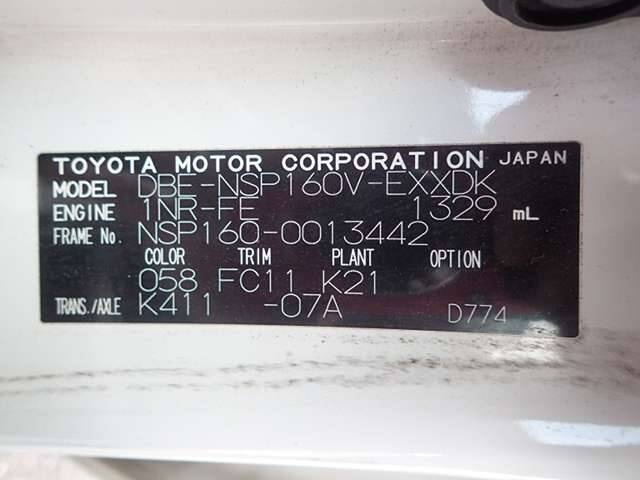 TOYOTA MOTOR CORPORATION JAPAN
MODEL DBE-NSP160V-EXXDK
ENGINE 1NR-FE 1329 mL
FRAME No. NSP160-0013442
COLOR TRIM PLANT OPTION
058 FC11 K21
TRANS./AXLE K411 -07A D774